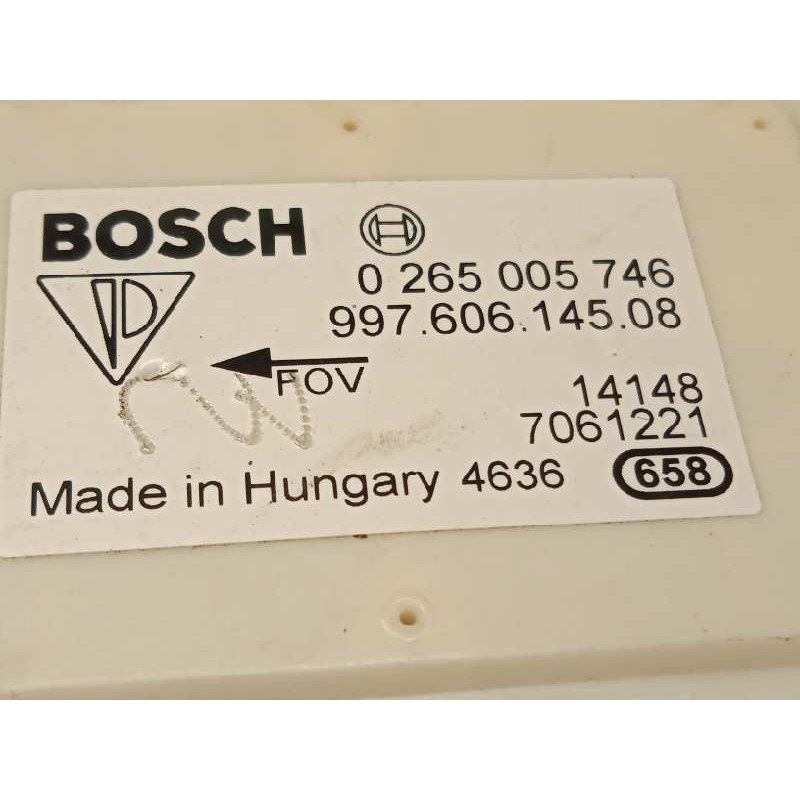 BOSCH
0 265 005 746
997.606.145.08
FOV
14148
7061221
Made in Hungary 4636 658